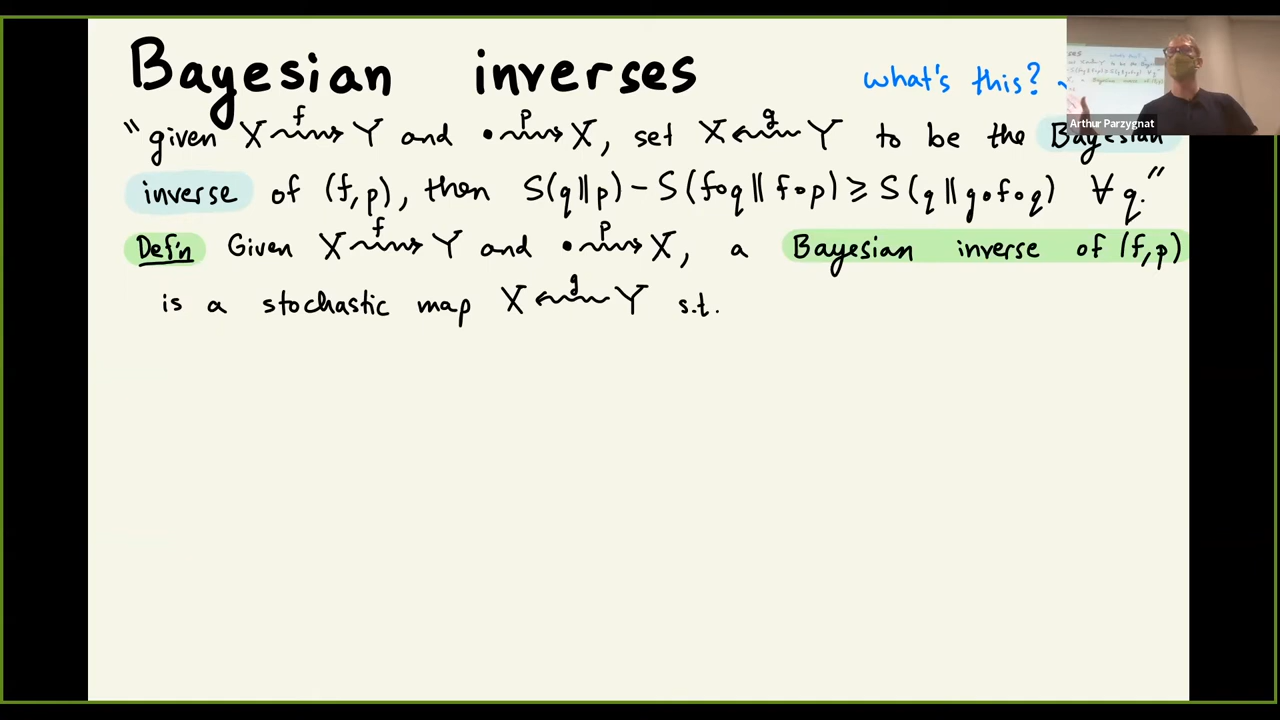 Bayesian inverses what's this?
Arthur Parzygnat
"given X f Y and • p X, set X g Y to be the Bayesian
inverse of (f,p), then S(q‖p) - S(f∘q‖f∘p) ≥ S(q‖g∘f∘q) ∀q."
Def'n Given X f Y and • p X, a Bayesian inverse of (f,p)
is a stochastic map X g Y s.t.